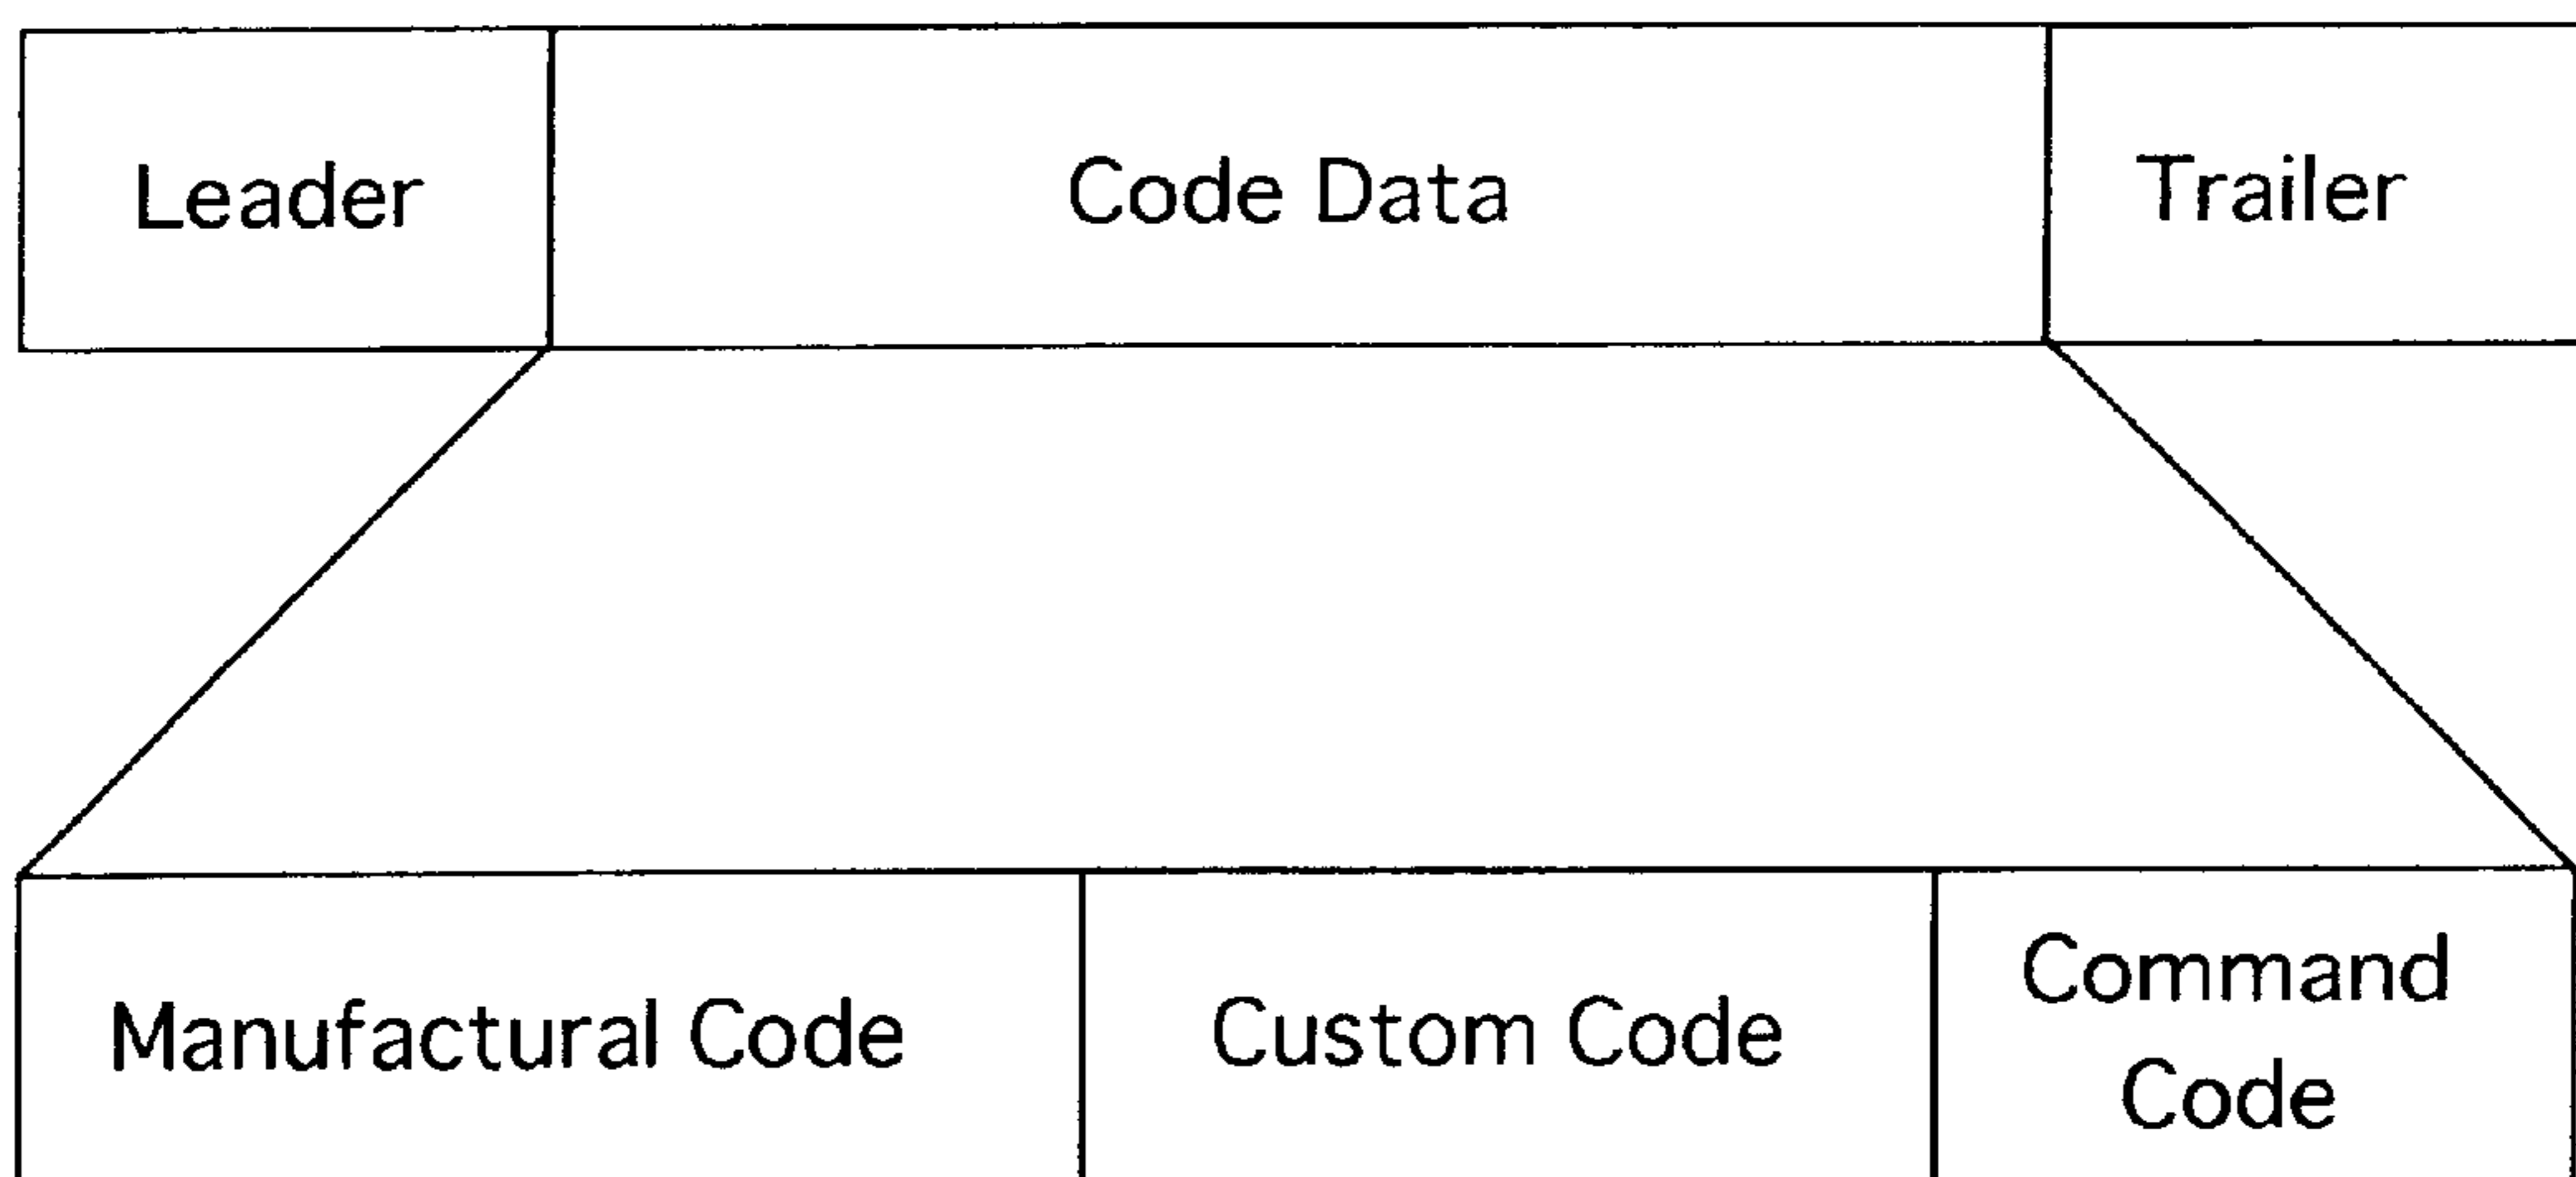 Leader
Code Data
Trailer
Manufactural Code
Custom Code
Command
Code